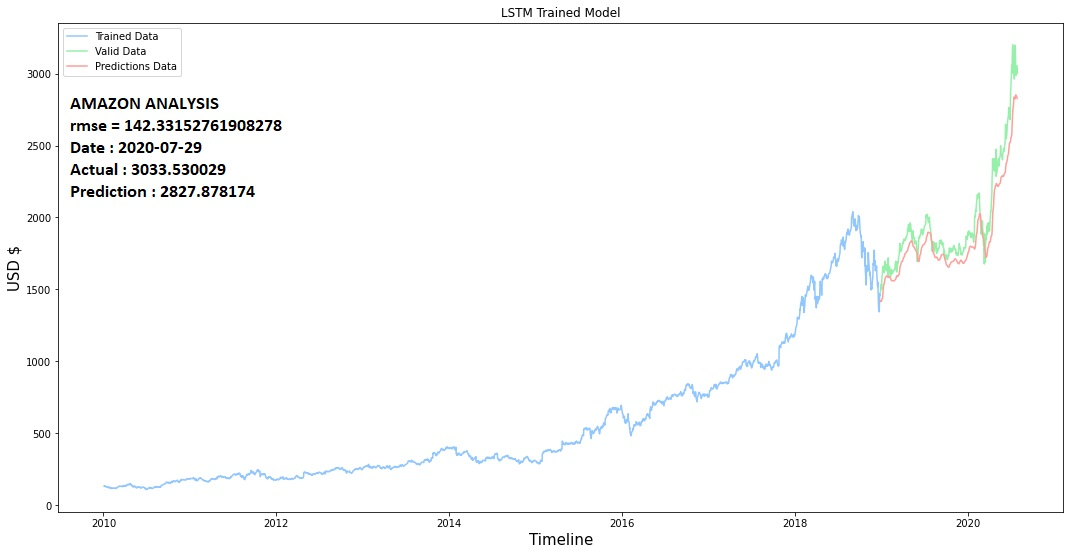 LSTM Trained Model
Trained Data
Valid Data
Predictions Data
AMAZON ANALYSIS
rmse = 142.33152761908278
Date : 2020-07-29
Actual : 3033.530029
Prediction : 2827.878174
USD $
3000
2500
2000
1500
1000
500
0
2010 2012 2014 2016 2018 2020
Timeline